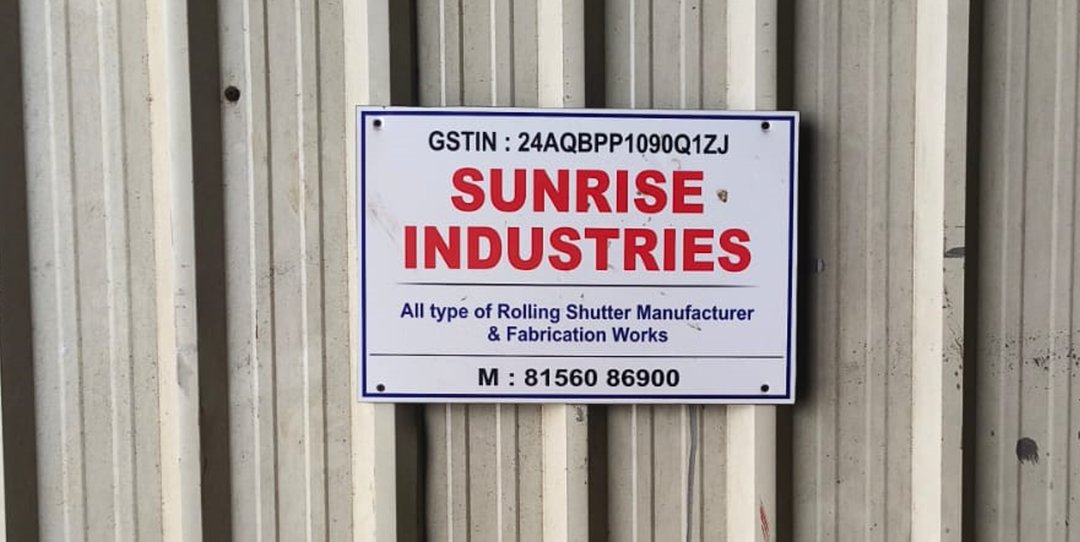 GSTIN : 24AQBPP1090Q1ZJ
SUNRISE
INDUSTRIES
All type of Rolling Shutter Manufacturer
& Fabrication Works
M : 81560 86900